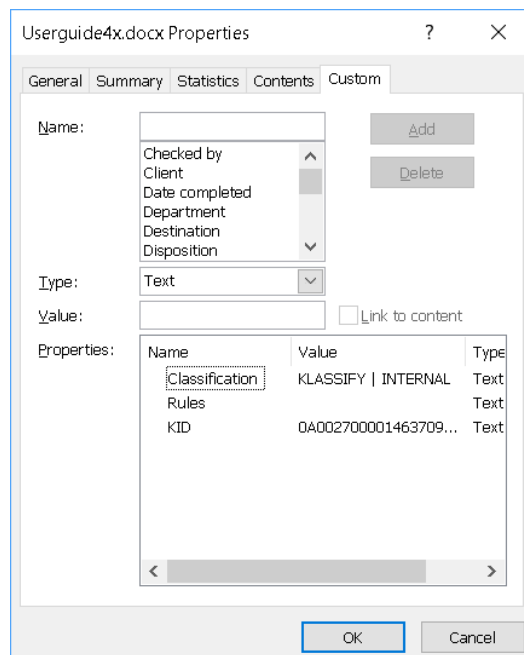 Userguide4x.docx Properties ? ×
General Summary Statistics Contents Custom
Name: Add
Checked by
Client
Date completed
Department
Destination
Disposition
Delete
Type: Text
Value: Link to content
Properties: Name Value Type
Classification KLASSIFY | INTERNAL Text
Rules Text
KID 0A002700001463709... Text
OK Cancel